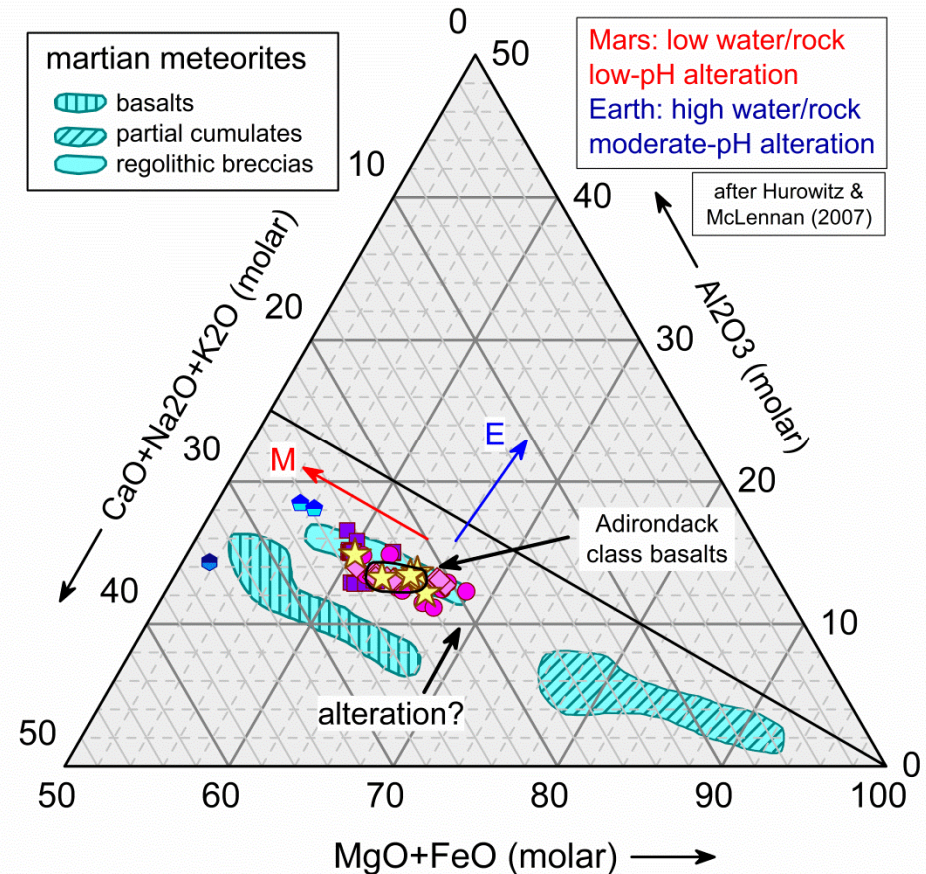 martian meteorites
basalts
partial cumulates
regolithic breccias
Mars: low water/rock
low-pH alteration
Earth: high water/rock
moderate-pH alteration
after Hurowitz &
McLennan (2007)
0
50
10
40
20
30
30
20
40
10
50
0
50
60
70
80
90
100
CaO+Na2O+K2O (molar)
Al2O3 (molar)
MgO+FeO (molar)
M
E
Adirondack
class basalts
alteration?